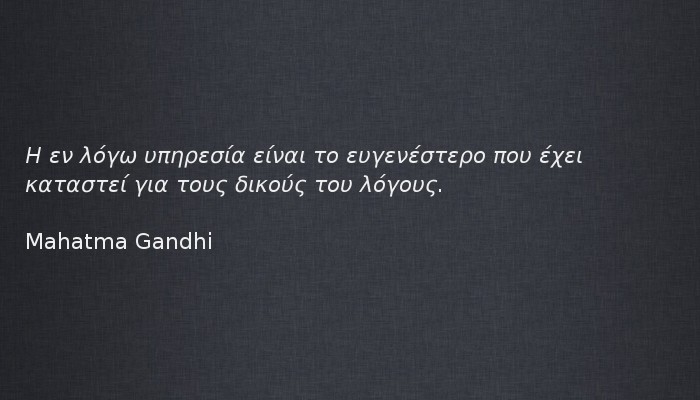 Η εν λόγω υπηρεσία είναι το ευγενέστερο που έχει
καταστεί για τους δικούς του λόγους.
Mahatma Gandhi